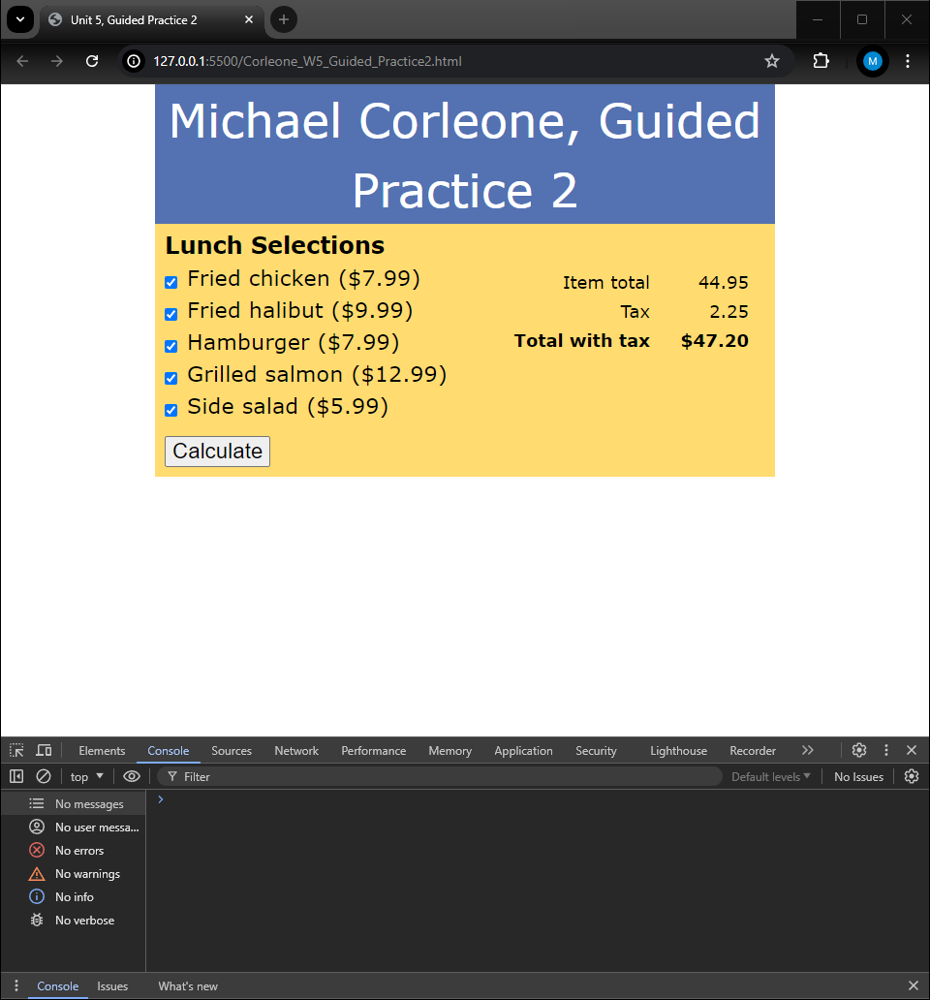 Unit 5, Guided Practice 2
127.0.0.1:5500/Corleone_W5_Guided_Practice2.html
M
Michael Corleone, Guided
Practice 2
Lunch Selections
Fried chicken ($7.99)
Fried halibut ($9.99)
Hamburger ($7.99)
Grilled salmon ($12.99)
Side salad ($5.99)
Item total 44.95
Tax 2.25
Total with tax $47.20
Calculate
Elements Console Sources Network Performance Memory Application Security Lighthouse Recorder
top Filter Default levels No Issues
No messages
No user messa...
No errors
No warnings
No info
No verbose
Console Issues What's new